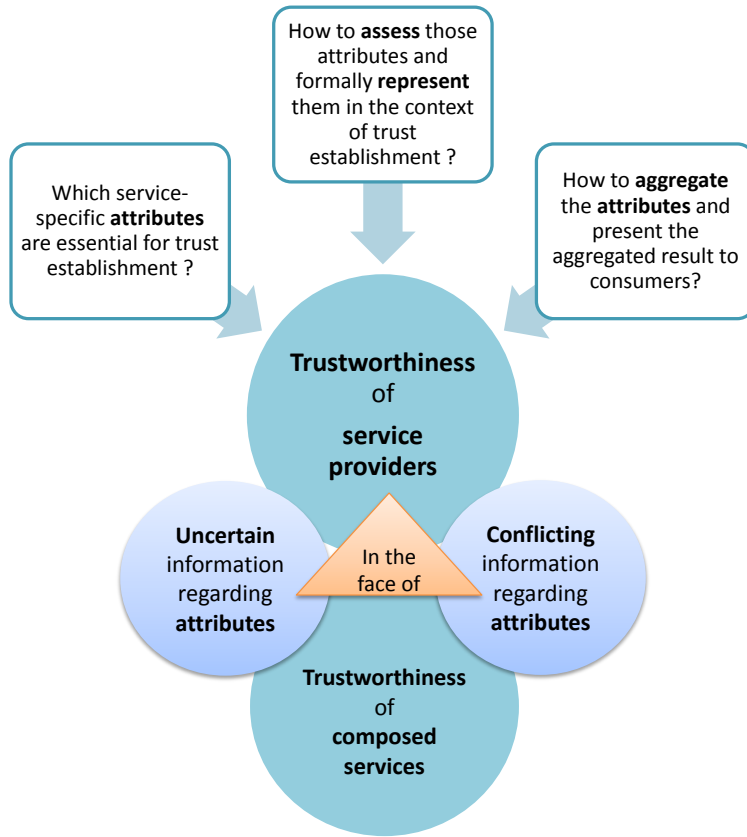 How to assess those
attributes and
formally represent
them in the context
of trust
establishment ?
Which service-
specific attributes
are essential for trust
establishment ?
How to aggregate
the attributes and
present the
aggregated result to
consumers?
Trustworthiness
of
service
providers
Uncertain
information
regarding
attributes
In the
face of
Conflicting
information
regarding
attributes
Trustworthiness
of
composed
services